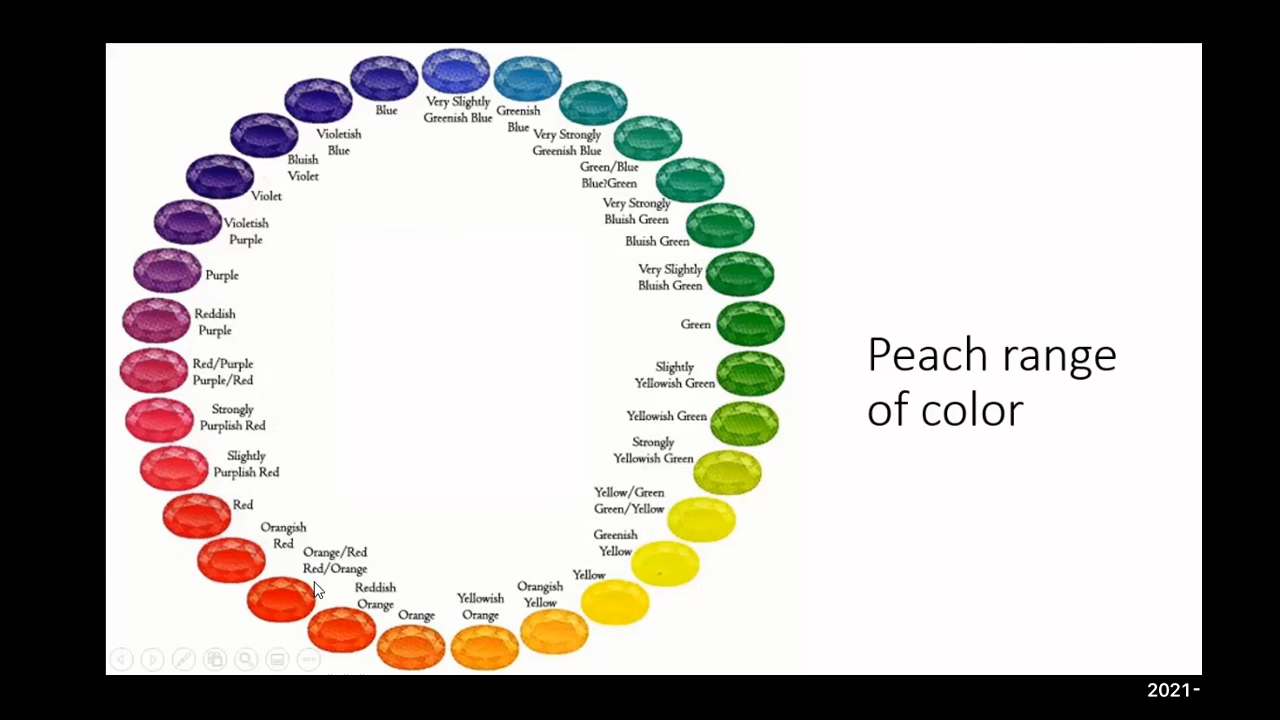 Blue
Very Slightly
Greenish Blue
Greenish
Blue
Very Strongly
Greenish Blue
Green/Blue
Blue?Green
Very Strongly
Bluish Green
Bluish Green
Very Slightly
Bluish Green
Green
Slightly
Yellowish Green
Yellowish Green
Strongly
Yellowish Green
Yellow/Green
Green/Yellow
Greenish
Yellow
Yellow
Orangish
Yellow
Yellowish
Orange
Orange
Reddish
Orange
Orange/Red
Red/Orange
Orangish
Red
Red
Slightly
Purplish Red
Strongly
Purplish Red
Red/Purple
Purple/Red
Reddish
Purple
Purple
Violetish
Purple
Violet
Bluish
Violet
Violetish
Blue
Peach range
of color
2021-